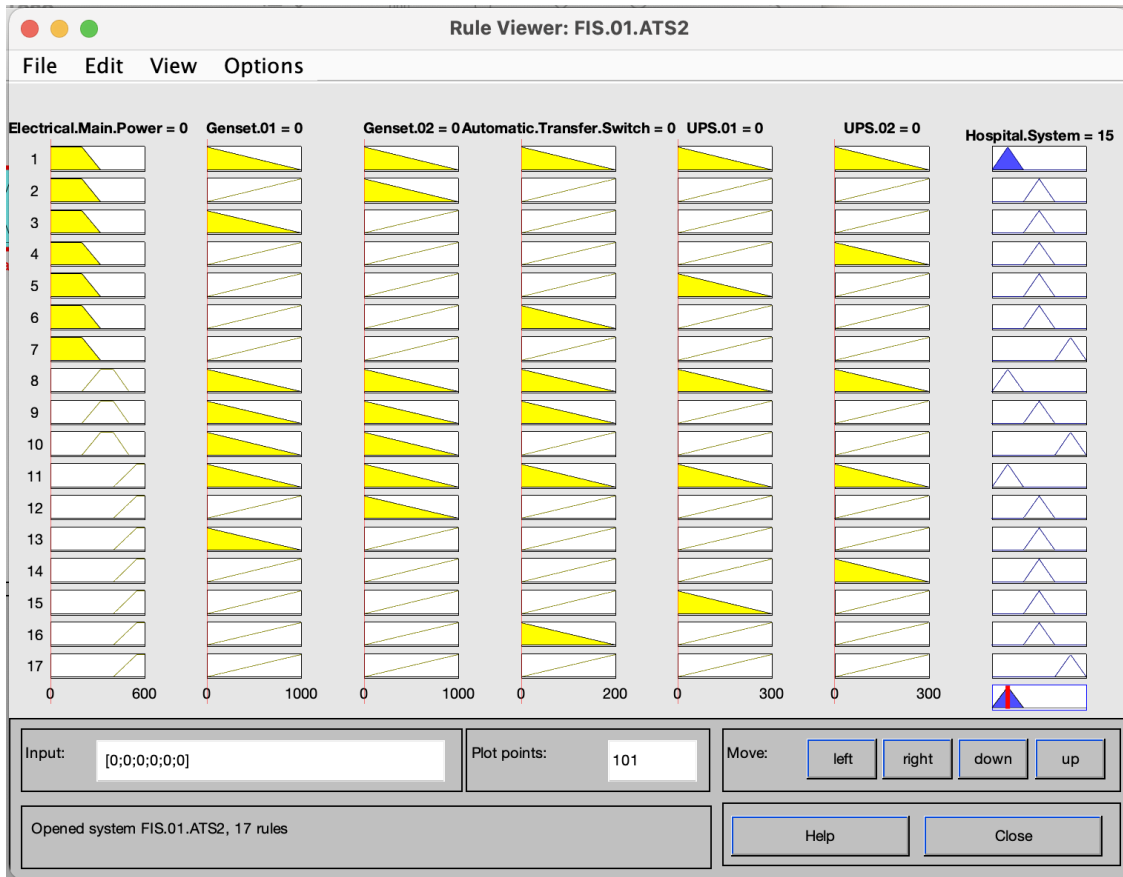 Rule Viewer: FIS.01.ATS2
File Edit View Options
Electrical.Main.Power = 0 Genset.01 = 0 Genset.02 = 0 Automatic.Transfer.Switch = 0 UPS.01 = 0 UPS.02 = 0 Hospital.System = 15
1
2
3
4
5
6
7
8
9
10
11
12
13
14
15
16
17
0 600 0 1000 0 1000 0 200 0 300 0 300
Input: [0;0;0;0;0;0] Plot points: 101 Move: left right down up
Opened system FIS.01.ATS2, 17 rules Help Close